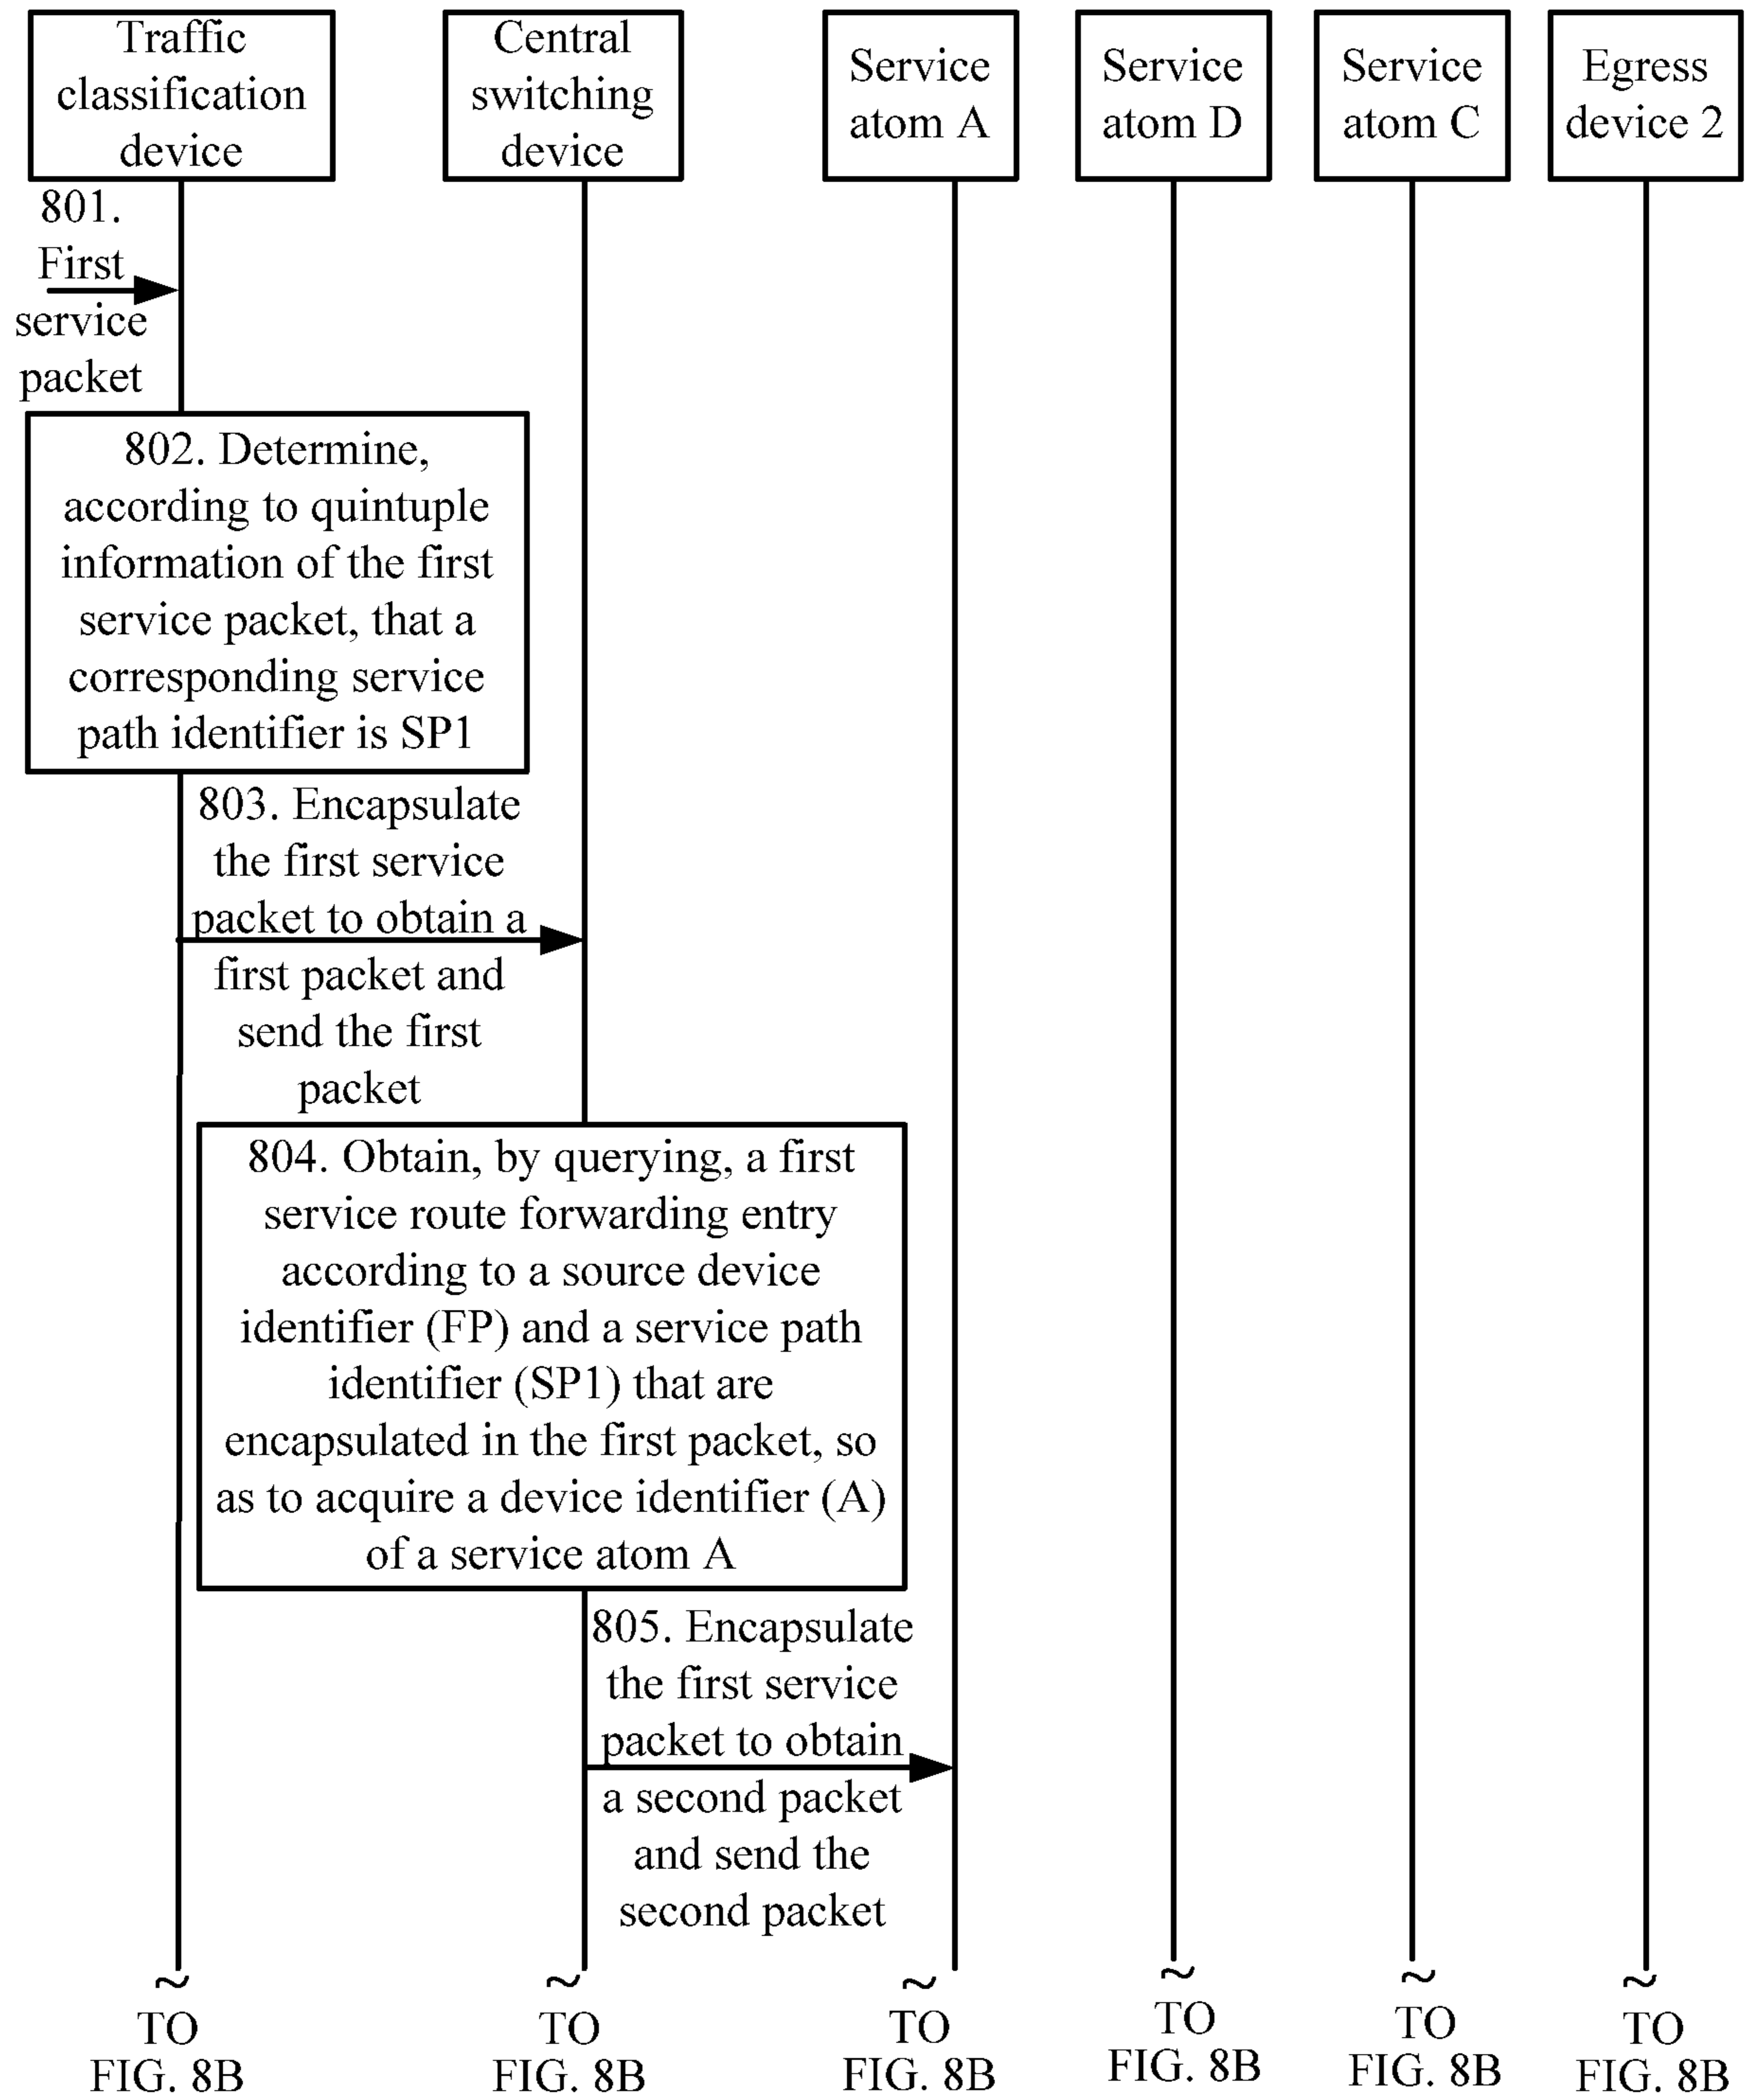 Traffic
classification
device
Central
switching
device
Service
atom A
Service
atom D
Service
atom C
Egress
device 2
801.
First
service
packet
802. Determine,
according to quintuple
information of the first
service packet, that a
corresponding service
path identifier is SP1
803. Encapsulate
the first service
packet to obtain a
first packet and
send the first
packet
804. Obtain, by querying, a first
service route forwarding entry
according to a source device
identifier (FP) and a service path
identifier (SP1) that are
encapsulated in the first packet, so
as to acquire a device identifier (A)
of a service atom A
805. Encapsulate
the first service
packet to obtain
a second packet
and send the
second packet
TO
FIG. 8B
TO
FIG. 8B
TO
FIG. 8B
TO
FIG. 8B
TO
FIG. 8B
TO
FIG. 8B